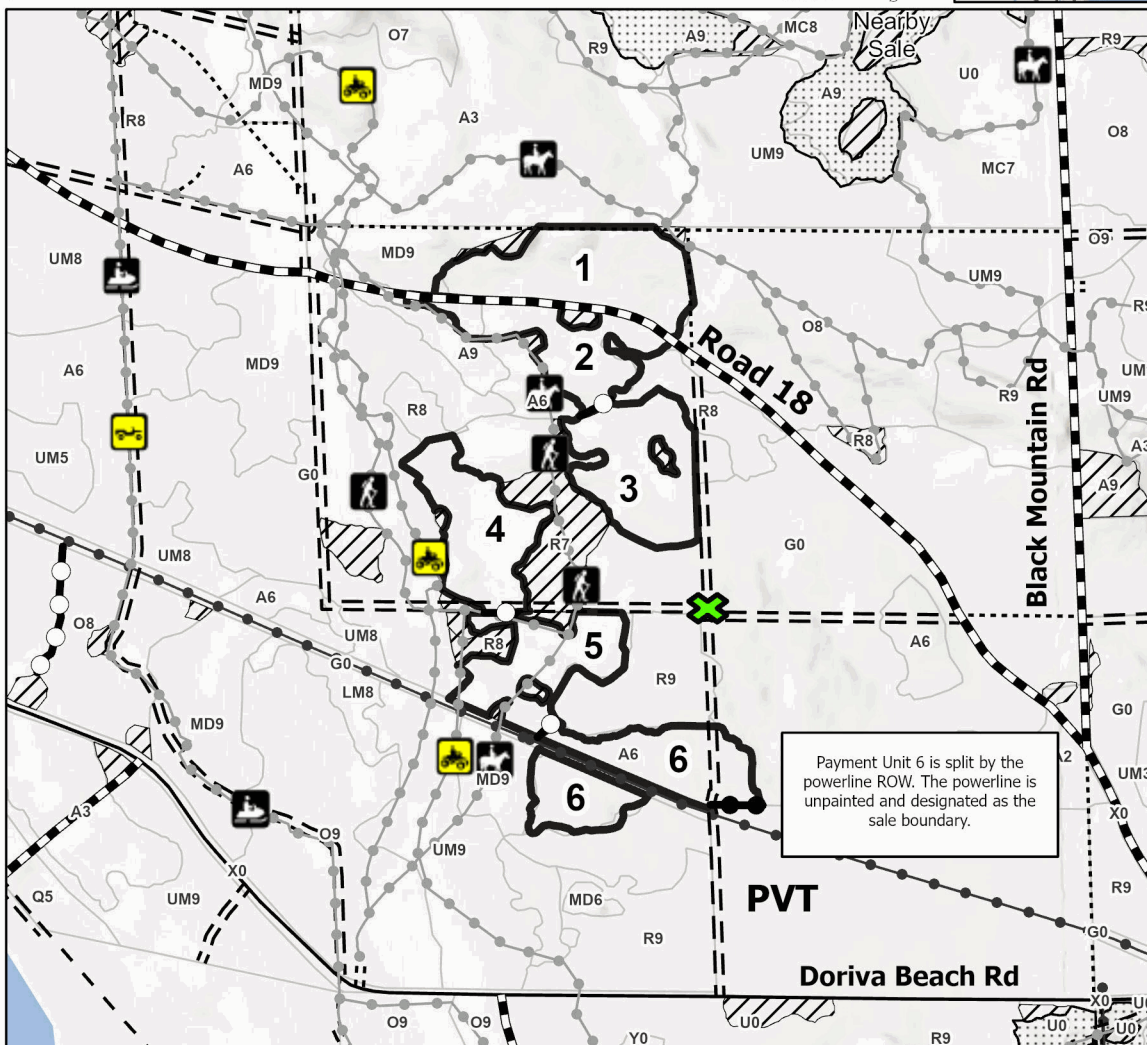 Nearby
Sale
O7
MC8
R9
A9
R9
U0
MD9
A9
R8
A3
O8
UM9
MC7
A6
O9
UM8
MD9
1
UM9
O8
2
A9
Road 18
A6
MD9
R8
A6
R8
R9
Black Mountain Rd
UM
UM9
R8
UM5
G0
3
A9
4
R7
G0
UM8
A6
O8
UM8
R8
5
A6
G0
LM8
R9
MD9
G0
A6
6
Payment Unit 6 is split by the
powerline ROW. The powerline is
unpainted and designated as the
sale boundary.
MD9
6
UM3
A3
X0
O9
UM9
X0
R9
Q5
UM9
MD6
PVT
G0
R9
Doriva Beach Rd
X0
U0
U0
U0
O9
O9
Y0
R9